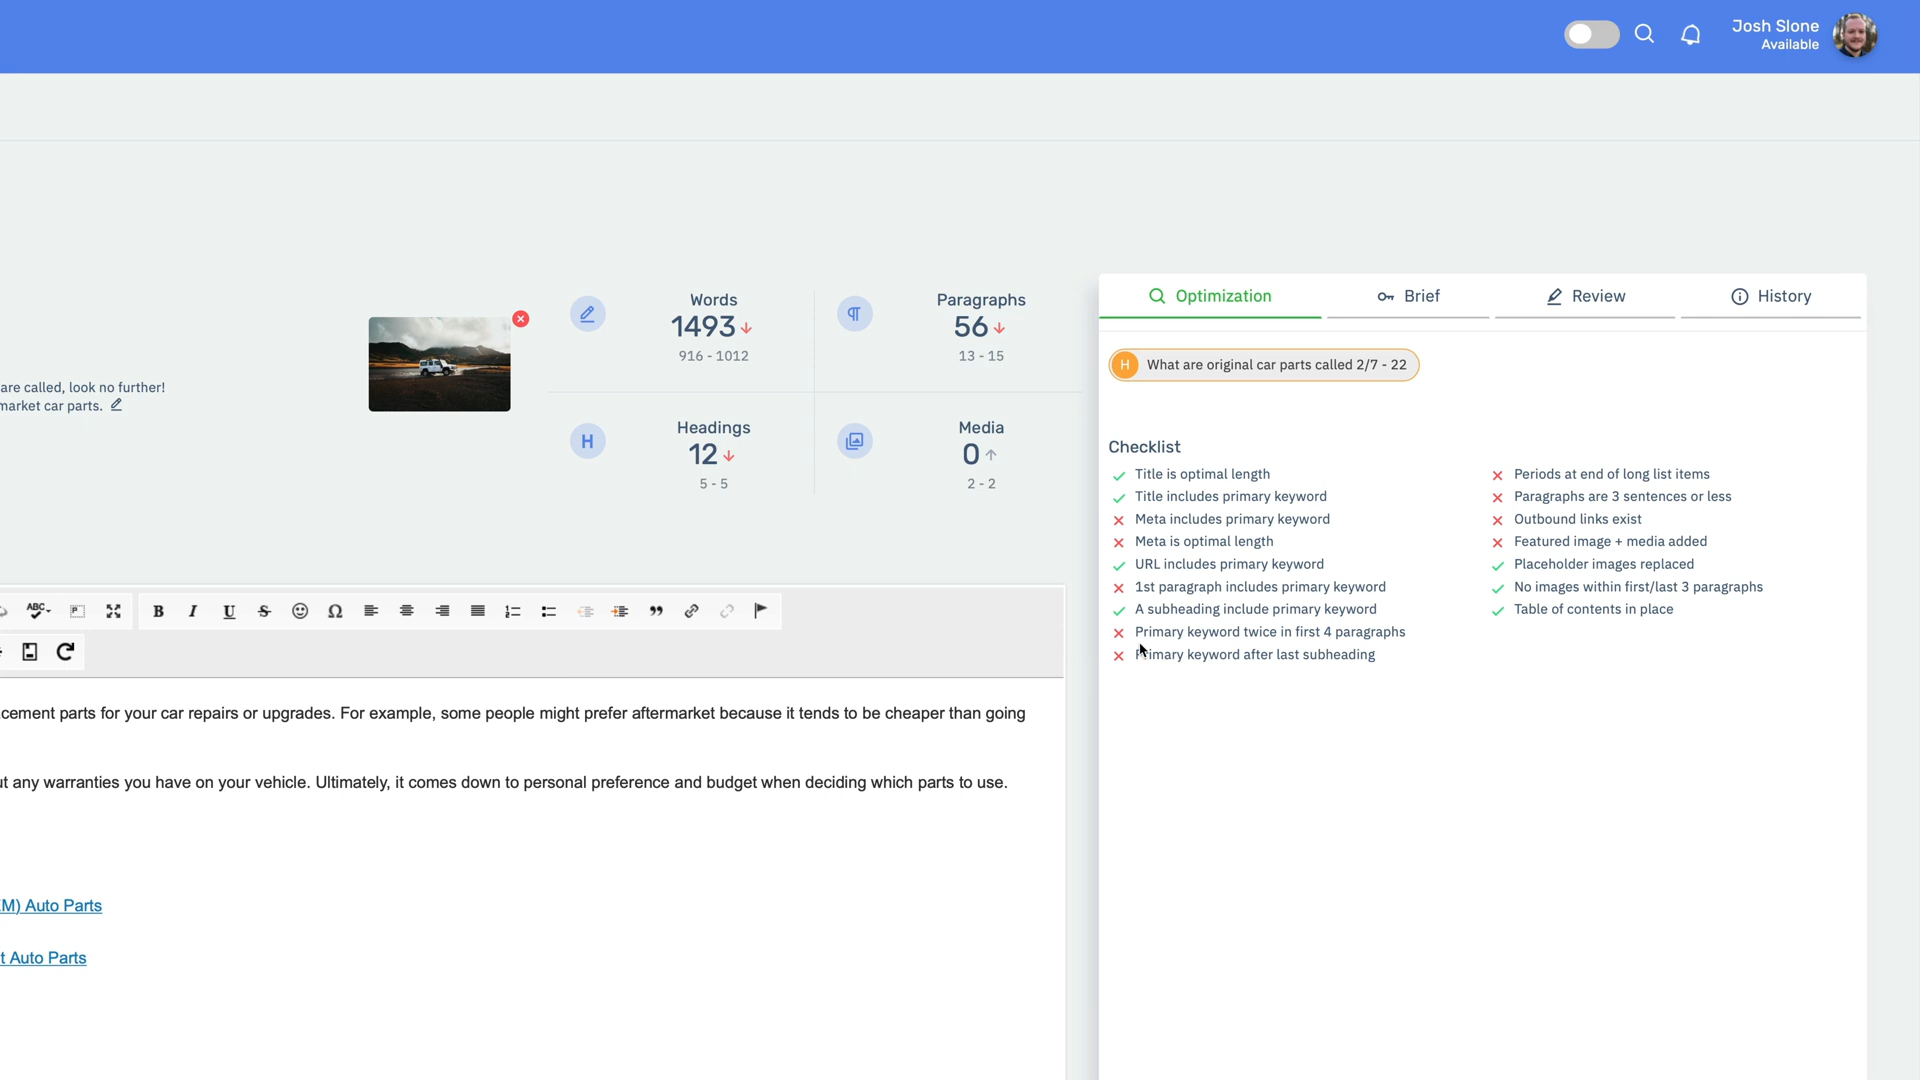 Josh Slone
Available
are called, look no further!
market car parts.
Words
1493
916 - 1012
Paragraphs
56
13 - 15
H
Headings
12
5 - 5
Media
0
2 - 2
Optimization
Brief
Review
History
H
What are original car parts called 2/7 - 22
Checklist
Title is optimal length
Title includes primary keyword
Meta includes primary keyword
Meta is optimal length
URL includes primary keyword
1st paragraph includes primary keyword
A subheading include primary keyword
Primary keyword twice in first 4 paragraphs
Primary keyword after last subheading
Periods at end of long list items
Paragraphs are 3 sentences or less
Outbound links exist
Featured image + media added
Placeholder images replaced
No images within first/last 3 paragraphs
Table of contents in place
ABC
B I U S Ω
cement parts for your car repairs or upgrades. For example, some people might prefer aftermarket because it tends to be cheaper than going
any warranties you have on your vehicle. Ultimately, it comes down to personal preference and budget when deciding which parts to use.
M) Auto Parts
t Auto Parts